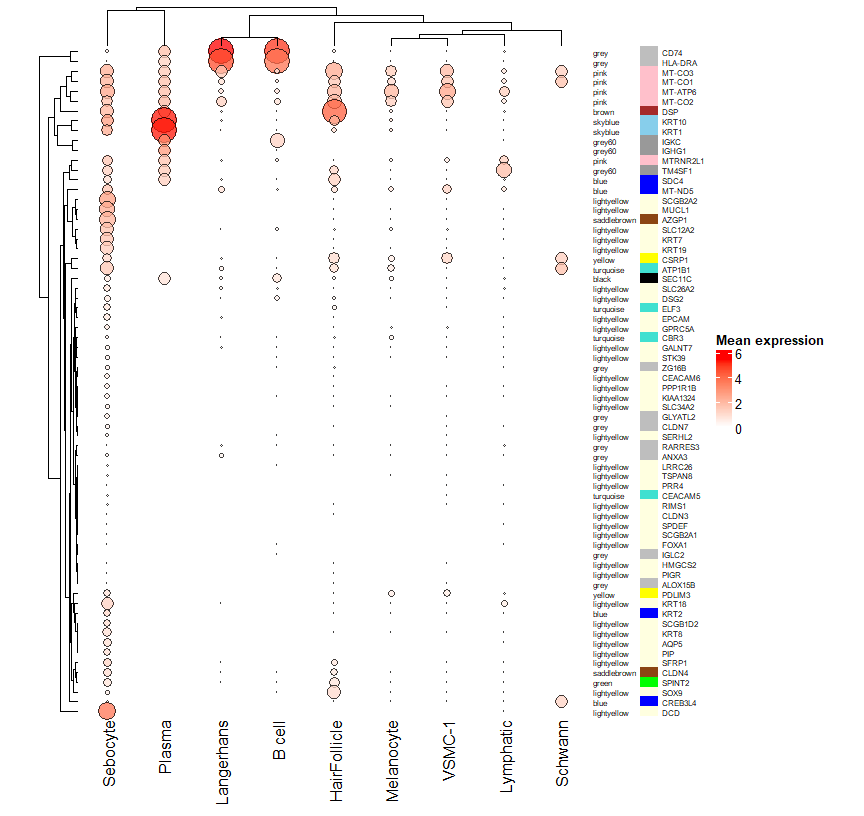 grey CD74
grey HLA-DRA
pink MT-CO3
pink MT-CO1
pink MT-ATP6
pink MT-CO2
brown DSP
skyblue KRT10
skyblue KRT1
grey60 IGKC
grey60 IGHG1
pink MTRNR2L1
grey60 TM4SF1
blue SDC4
blue MT-ND5
lightyellow SCGB2A2
lightyellow MUCL1
saddlebrown AZGP1
lightyellow SLC12A2
lightyellow KRT7
lightyellow KRT19
yellow CSRP1
turquoise ATP1B1
black SEC11C
lightyellow SLC26A2
lightyellow DSG2
turquoise ELF3
lightyellow EPCAM
lightyellow GPRC5A
turquoise CBR3
lightyellow GALNT7
lightyellow STK39
grey ZG16B
lightyellow CEACAM6
lightyellow PPP1R1B
lightyellow KIAA1324
lightyellow SLC34A2
grey GLYATL2
grey CLDN7
lightyellow SERHL2
grey RARRES3
grey ANXA3
lightyellow LRRC26
lightyellow TSPAN8
lightyellow PRR4
turquoise CEACAM5
lightyellow RIMS1
lightyellow CLDN3
lightyellow SPDEF
lightyellow SCGB2A1
lightyellow FOXA1
grey IGLC2
lightyellow HMGCS2
lightyellow PIGR
grey ALOX15B
yellow PDLIM3
lightyellow KRT18
blue KRT2
lightyellow SCGB1D2
lightyellow KRT8
lightyellow AQP5
lightyellow PIP
lightyellow SFRP1
saddlebrown CLDN4
green SPINT2
lightyellow SOX9
blue CREB3L4
lightyellow DCD
Mean expression
6
4
2
0
Sebocyte
Plasma
Langerhans
B cell
HairFollicle
Melanocyte
VSMC-1
Lymphatic
Schwann